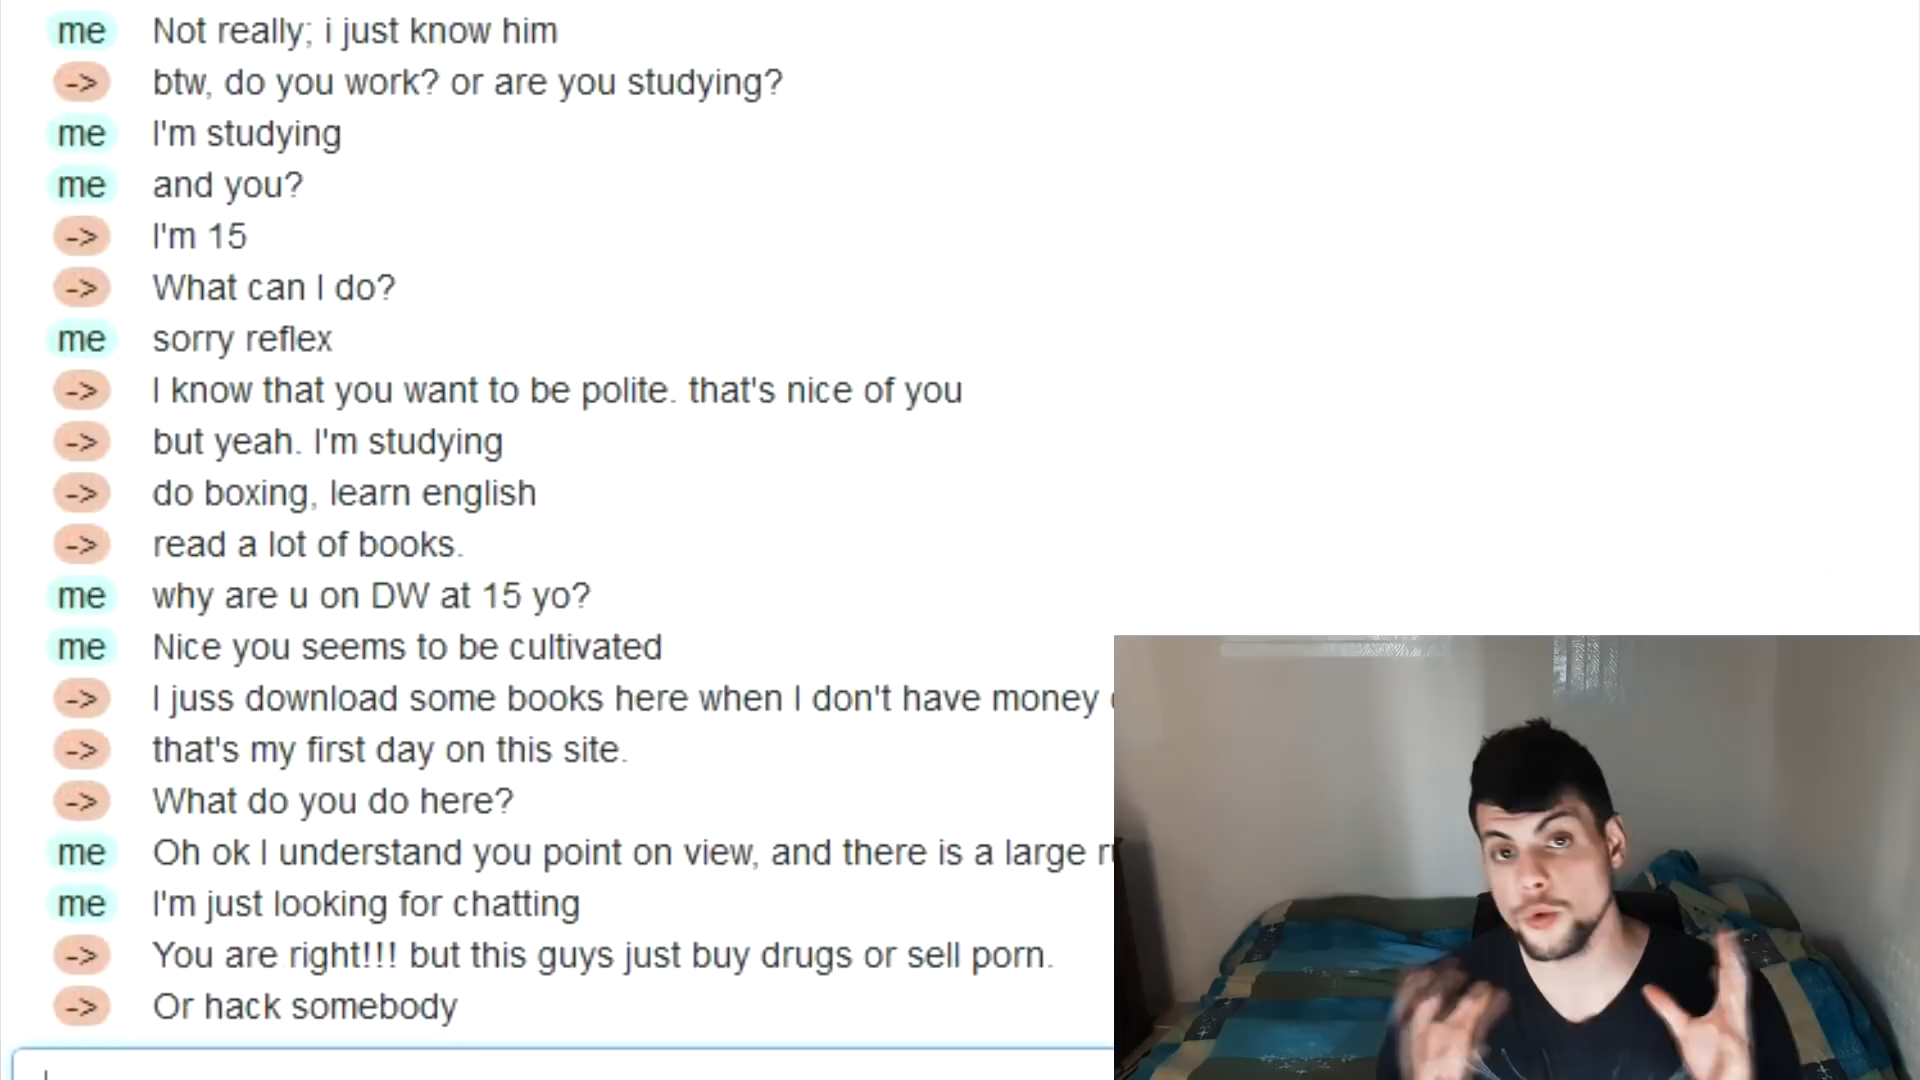 me Not really; i just know him
-> btw, do you work? or are you studying?
me I'm studying
me and you?
-> I'm 15
-> What can I do?
me sorry reflex
-> I know that you want to be polite. that's nice of you
-> but yeah. I'm studying
-> do boxing, learn english
-> read a lot of books.
me why are u on DW at 15 yo?
me Nice you seems to be cultivated
-> I juss download some books here when I don't have money
-> that's my first day on this site.
-> What do you do here?
me Oh ok I understand you point on view, and there is a large
me I'm just looking for chatting
-> You are right!!! but this guys just buy drugs or sell porn.
-> Or hack somebody